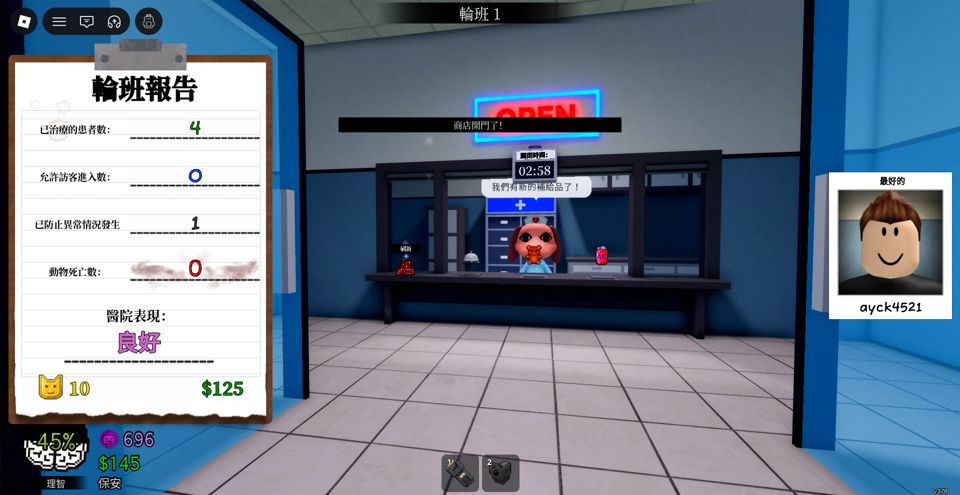 輪班 1
輪班報告
已治療的患者數: 4
允許訪客進入數: 0
已防止異常情況發生 1
動物死亡數: 0
醫院表現:
良好
10 $125
45%
理智
696
$145
保安
OPEN
商店開門了!
關閉時間:
02:58
我們有新的補給品了！
刷新
1
2
最好的
ayck4521